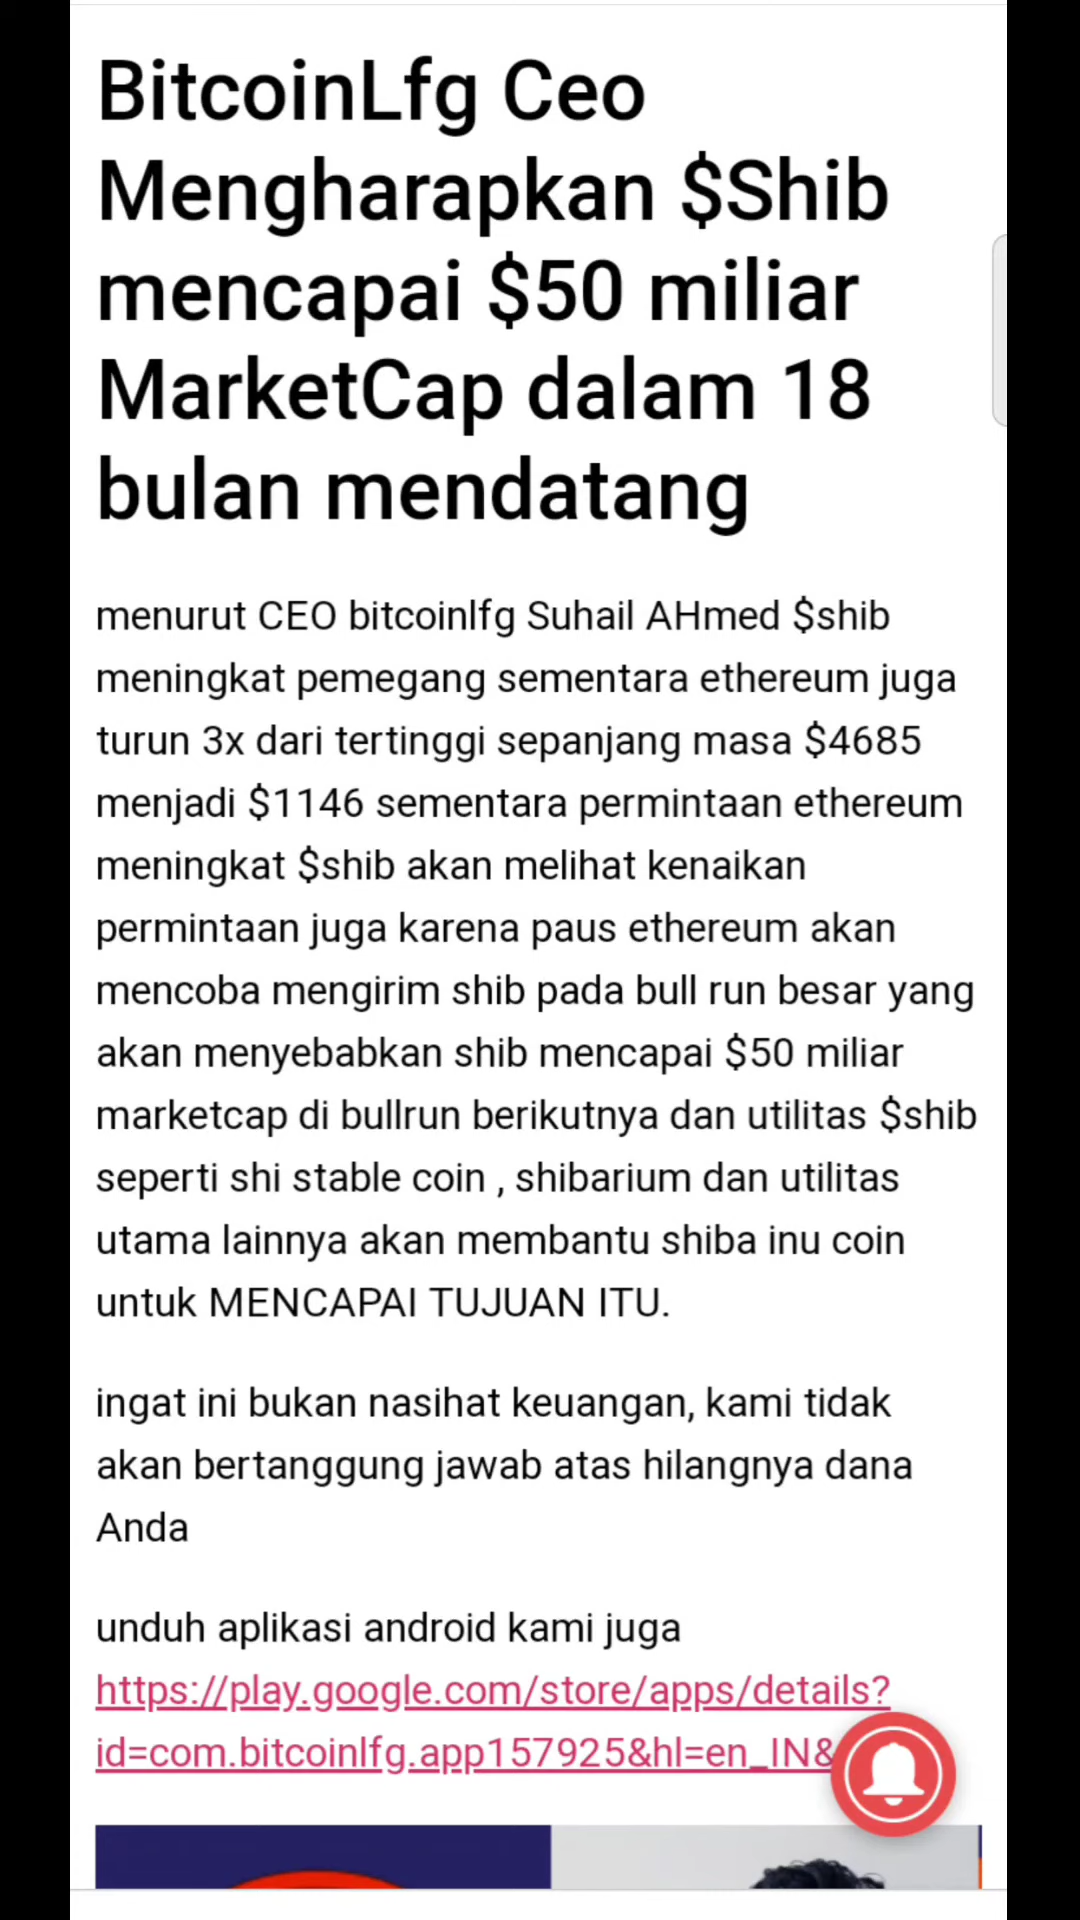 BitcoinLfg Ceo
Mengharapkan $Shib
mencapai $50 miliar
MarketCap dalam 18
bulan mendatang
menurut CEO bitcoinlfg Suhail AHmed $shib
meningkat pemegang sementara ethereum juga
turun 3x dari tertinggi sepanjang masa $4685
menjadi $1146 sementara permintaan ethereum
meningkat $shib akan melihat kenaikan
permintaan juga karena paus ethereum akan
mencoba mengirim shib pada bull run besar yang
akan menyebabkan shib mencapai $50 miliar
marketcap di bullrun berikutnya dan utilitas $shib
seperti shi stable coin , shibarium dan utilitas
utama lainnya akan membantu shiba inu coin
untuk MENCAPAI TUJUAN ITU.
ingat ini bukan nasihat keuangan, kami tidak
akan bertanggung jawab atas hilangnya dana
Anda
unduh aplikasi android kami juga
https://play.google.com/store/apps/details?
id=com.bitcoinlfg.app157925&hl=en_IN&